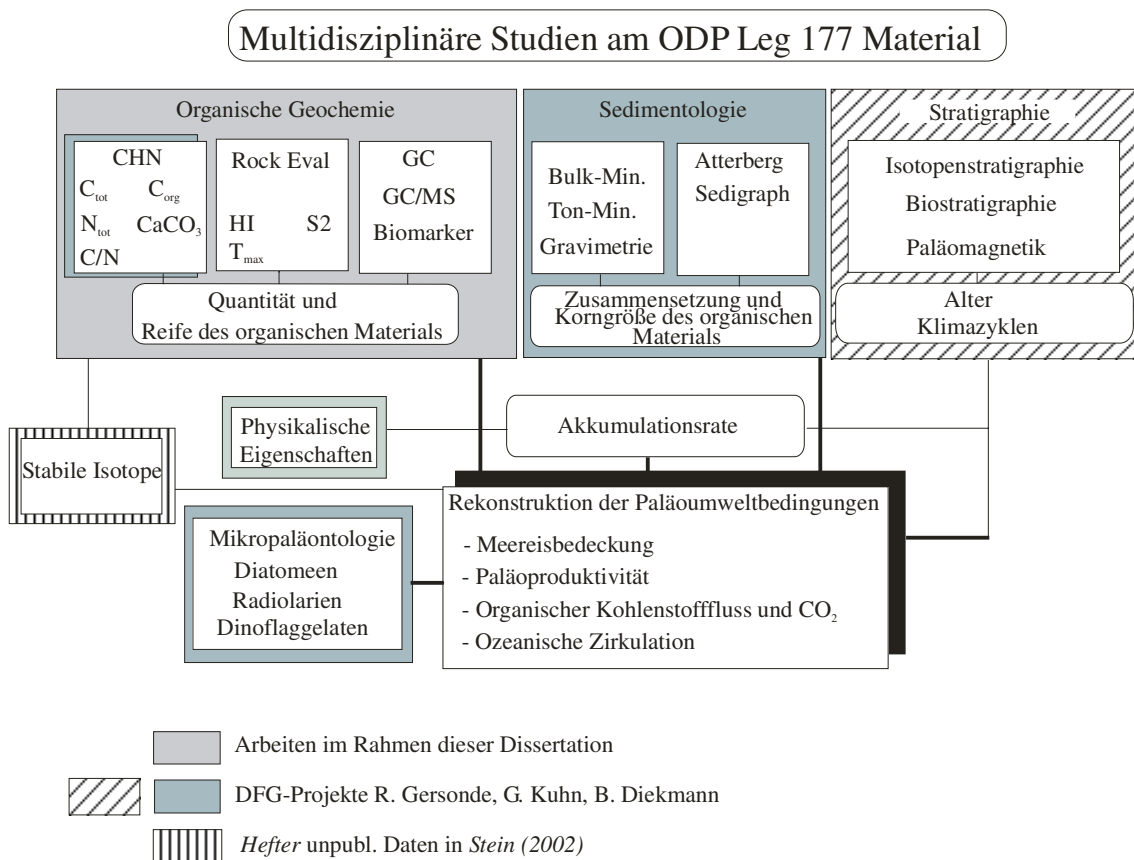 Multidisziplinäre Studien am ODP Leg 177 Material
Organische Geochemie
CHN
C_tot C_org
N_tot CaCO_3
C/N
Rock Eval
HI S2
T_max
GC
GC/MS
Biomarker
Quantität und
Reife des organischen Materials
Sedimentologie
Bulk-Min.
Ton-Min.
Gravimetrie
Atterberg
Sedigraph
Zusammensetzung und
Korngröße des organischen
Materials
Stratigraphie
Isotopenstratigraphie
Biostratigraphie
Paläomagnetik
Alter
Klimazyklen
Physikalische
Eigenschaften
Akkumulationsrate
Stabile Isotope
Mikropaläontologie
Diatomeen
Radiolarien
Dinoflaggelaten
Rekonstruktion der Paläoumweltbedingungen
- Meereisbedeckung
- Paläoproduktivität
- Organischer Kohlenstofffluss und CO_2
- Ozeanische Zirkulation
Arbeiten im Rahmen dieser Dissertation
DFG-Projekte R. Gersonde, G. Kuhn, B. Diekmann
Hefter unpubl. Daten in Stein (2002)